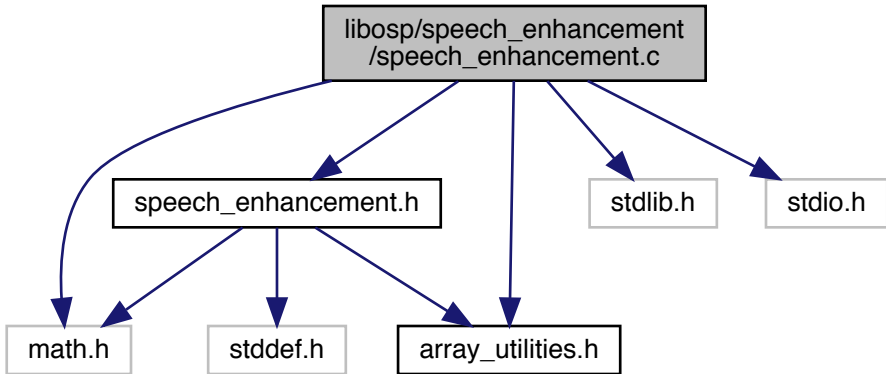 libosp/speech_enhancement
/speech_enhancement.c
speech_enhancement.h
stdlib.h
stdio.h
math.h
stddef.h
array_utilities.h